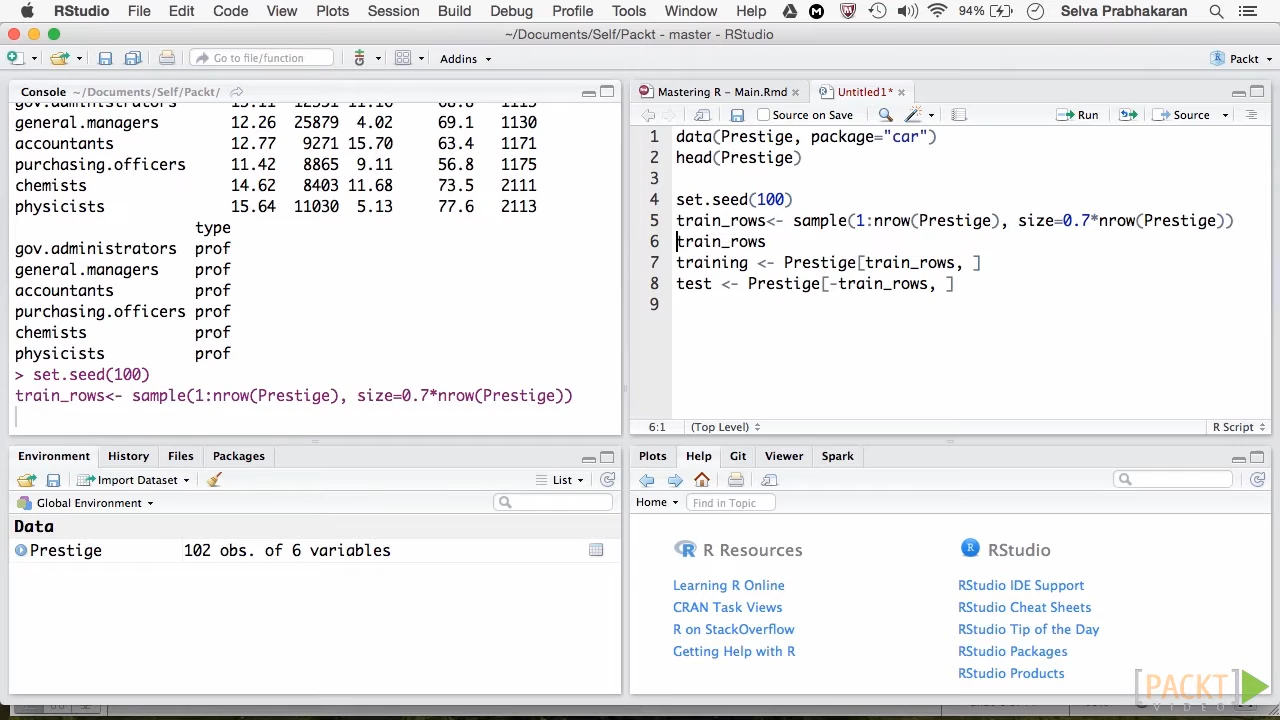 RStudio File Edit Code View Plots Session Build Debug Profile Tools Window Help 94% Selva Prabhakaran
~/Documents/Self/Packt - master - RStudio
Go to file/function Addins Packt
Console ~/Documents/Self/Packt/
gov.administrators 13.11 12351 11.16 68.8 1113
general.managers 12.26 25879 4.02 69.1 1130
accountants 12.77 9271 15.70 63.4 1171
purchasing.officers 11.42 8865 9.11 56.8 1175
chemists 14.62 8403 11.68 73.5 2111
physicists 15.64 11030 5.13 77.6 2113
type
gov.administrators prof
general.managers prof
accountants prof
purchasing.officers prof
chemists prof
physicists prof
> set.seed(100)
train_rows<- sample(1:nrow(Prestige), size=0.7*nrow(Prestige))
Mastering R - Main.Rmd Untitled1*
Source on Save Run Source
1 data(Prestige, package="car")
2 head(Prestige)
3
4 set.seed(100)
5 train_rows<- sample(1:nrow(Prestige), size=0.7*nrow(Prestige))
6 train_rows
7 training <- Prestige[train_rows, ]
8 test <- Prestige[-train_rows, ]
9
6:1 (Top Level) R Script
Environment History Files Packages
Import Dataset List
Global Environment
Data
Prestige 102 obs. of 6 variables
Plots Help Git Viewer Spark
Home Find in Topic
R Resources
Learning R Online
CRAN Task Views
R on StackOverflow
Getting Help with R
RStudio
RStudio IDE Support
RStudio Cheat Sheets
RStudio Tip of the Day
RStudio Packages
RStudio Products
[PACKT]
VIDEO